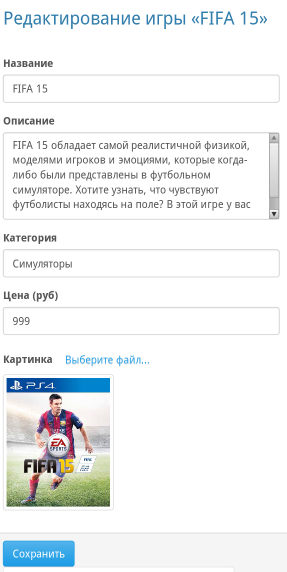 Редактирование игры «FIFA 15»
Название
FIFA 15
Описание
FIFA 15 обладает самой реалистичной физикой,
моделями игроков и эмоциями, которые когда-
либо были представлены в футбольном
симуляторе. Хотите узнать, что чувствуют
футболисты находясь на поле? В этой игре у вас
Категория
Симуляторы
Цена (руб)
999
Картинка Выберите файл...
PS4
EA
SPORTS
FIFA 15
Сохранить